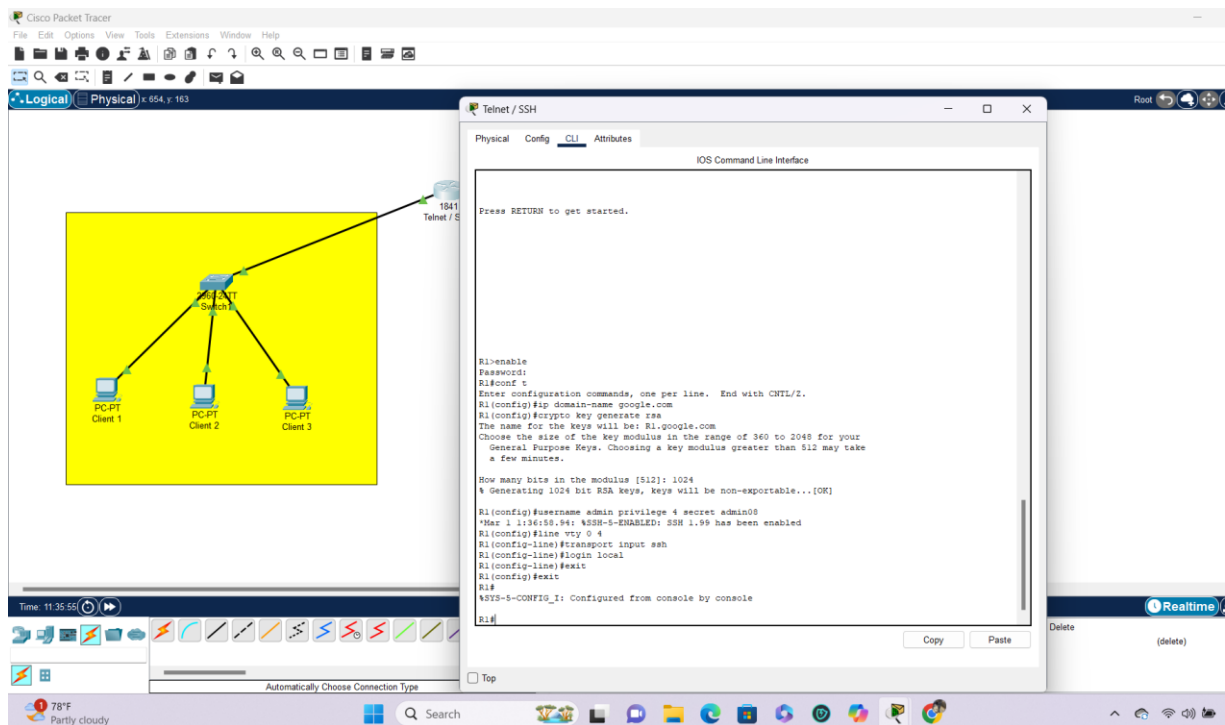 Cisco Packet Tracer
File Edit Options View Tools Extensions Window Help
Logical Physical x: 654, y: 163
Root
1841
Telnet / S
2960-24TT
Switch1
PC-PT
Client 1
PC-PT
Client 2
PC-PT
Client 3
Telnet / SSH
Physical Config CLI Attributes
IOS Command Line Interface
Press RETURN to get started.
R1>enable
Password:
R1#conf t
Enter configuration commands, one per line. End with CNTL/Z.
R1(config)#ip domain-name google.com
R1(config)#crypto key generate rsa
The name for the keys will be: R1.google.com
Choose the size of the key modulus in the range of 360 to 2048 for your
General Purpose Keys. Choosing a key modulus greater than 512 may take
a few minutes.
How many bits in the modulus [512]: 1024
% Generating 1024 bit RSA keys, keys will be non-exportable...[OK]
R1(config)#username admin privilege 4 secret admin08
*Mar 1 1:36:58.94: %SSH-5-ENABLED: SSH 1.99 has been enabled
R1(config)#line vty 0 4
R1(config-line)#transport input ssh
R1(config-line)#login local
R1(config-line)#exit
R1(config)#exit
R1#
%SYS-5-CONFIG_I: Configured from console by console
R1#
Copy Paste
Top
Time: 11:35:55
Realtime
Delete
(delete)
Automatically Choose Connection Type
1
78°F
Partly cloudy
Search